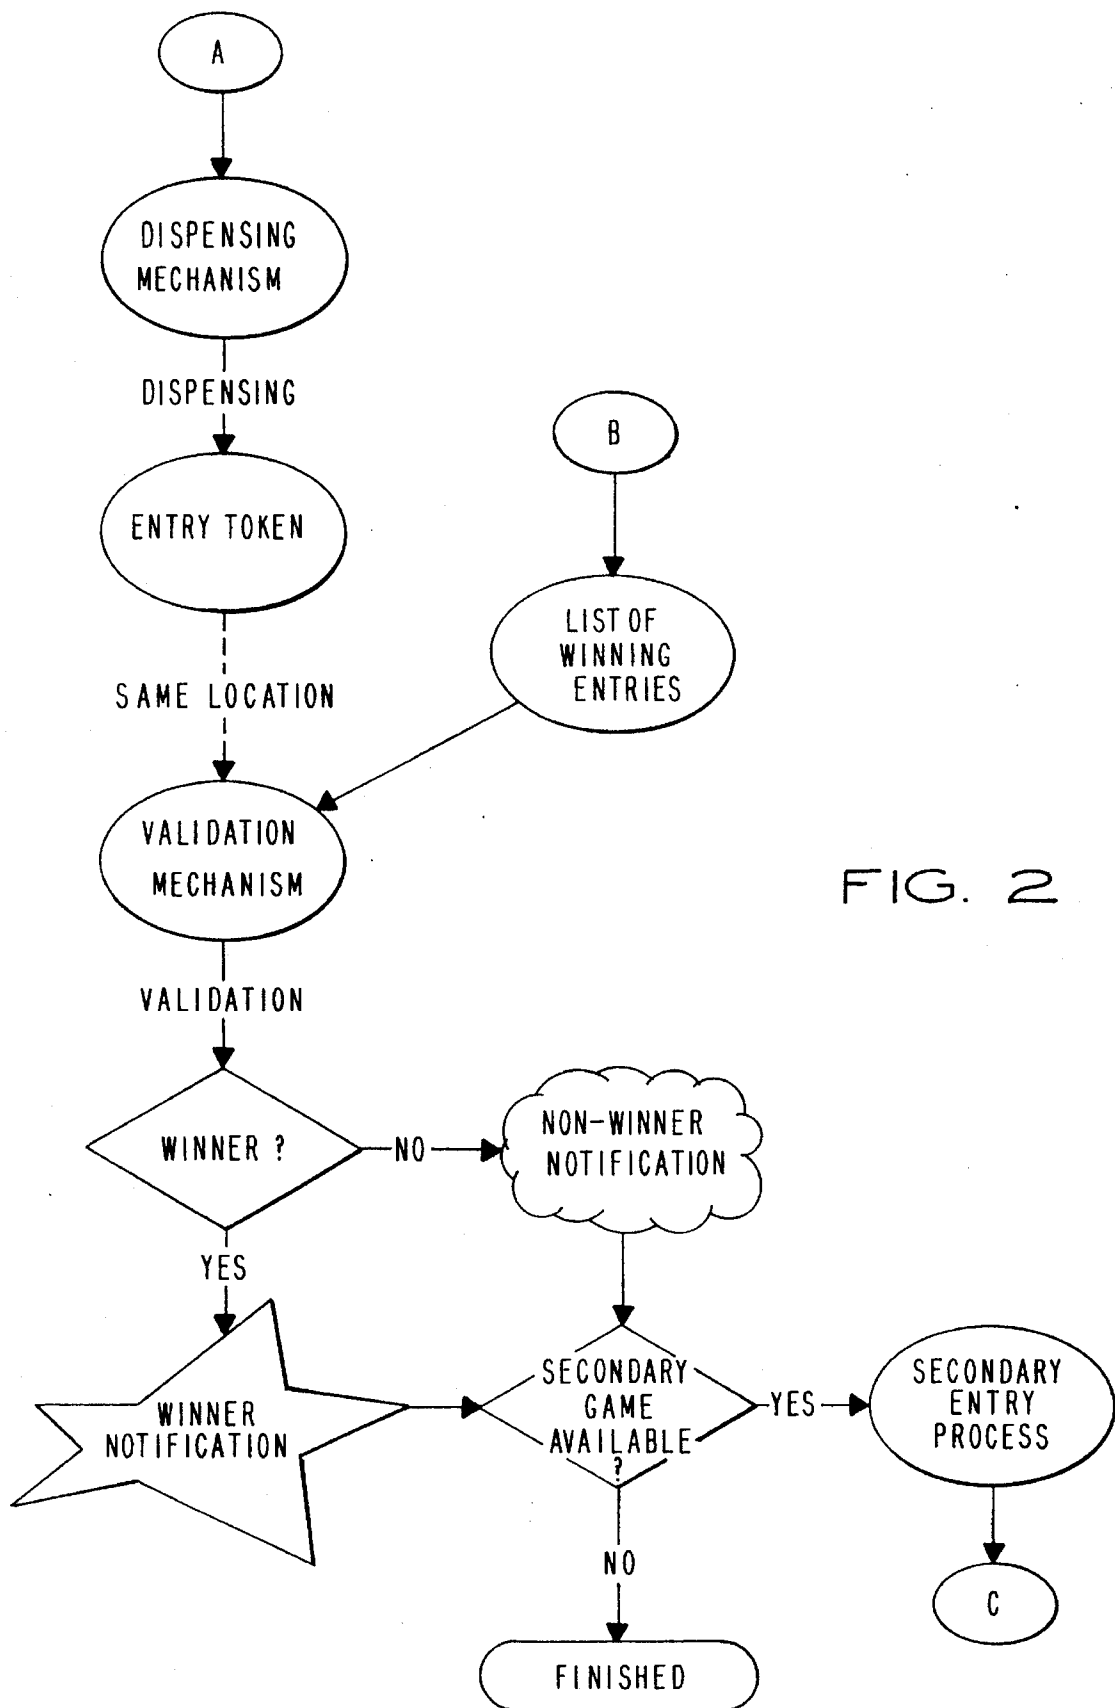 A
DISPENSING
MECHANISM
DISPENSING
B
ENTRY TOKEN
LIST OF
WINNING
ENTRIES
SAME LOCATION
VALIDATION
MECHANISM
FIG. 2
VALIDATION
WINNER ?
NO
NON-WINNER
NOTIFICATION
YES
WINNER
NOTIFICATION
SECONDARY
GAME
AVAILABLE
?
YES
SECONDARY
ENTRY
PROCESS
NO
C
FINISHED